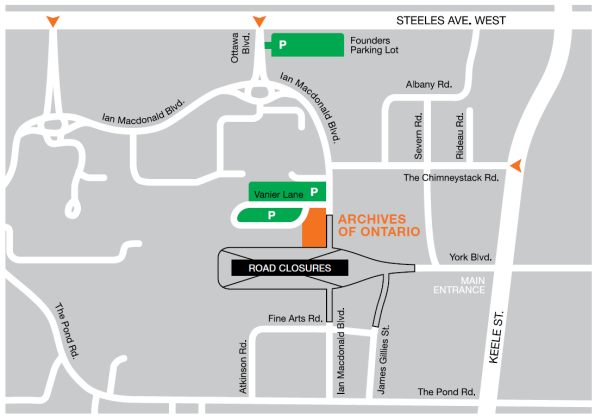 STEELES AVE. WEST
Ottawa
Blvd.
P
Founders
Parking Lot
Ian Macdonald Blvd.
Ian Macdonald Blvd.
Albany Rd.
Severn Rd.
Rideau Rd.
The Chimneystack Rd.
Vanier Lane
P
P
ARCHIVES
OF ONTARIO
ROAD CLOSURES
York Blvd.
MAIN
ENTRANCE
The Pond Rd.
Fine Arts Rd.
Atkinson Rd.
Ian Macdonald Blvd.
James Gillies St.
KEELE ST.
The Pond Rd.